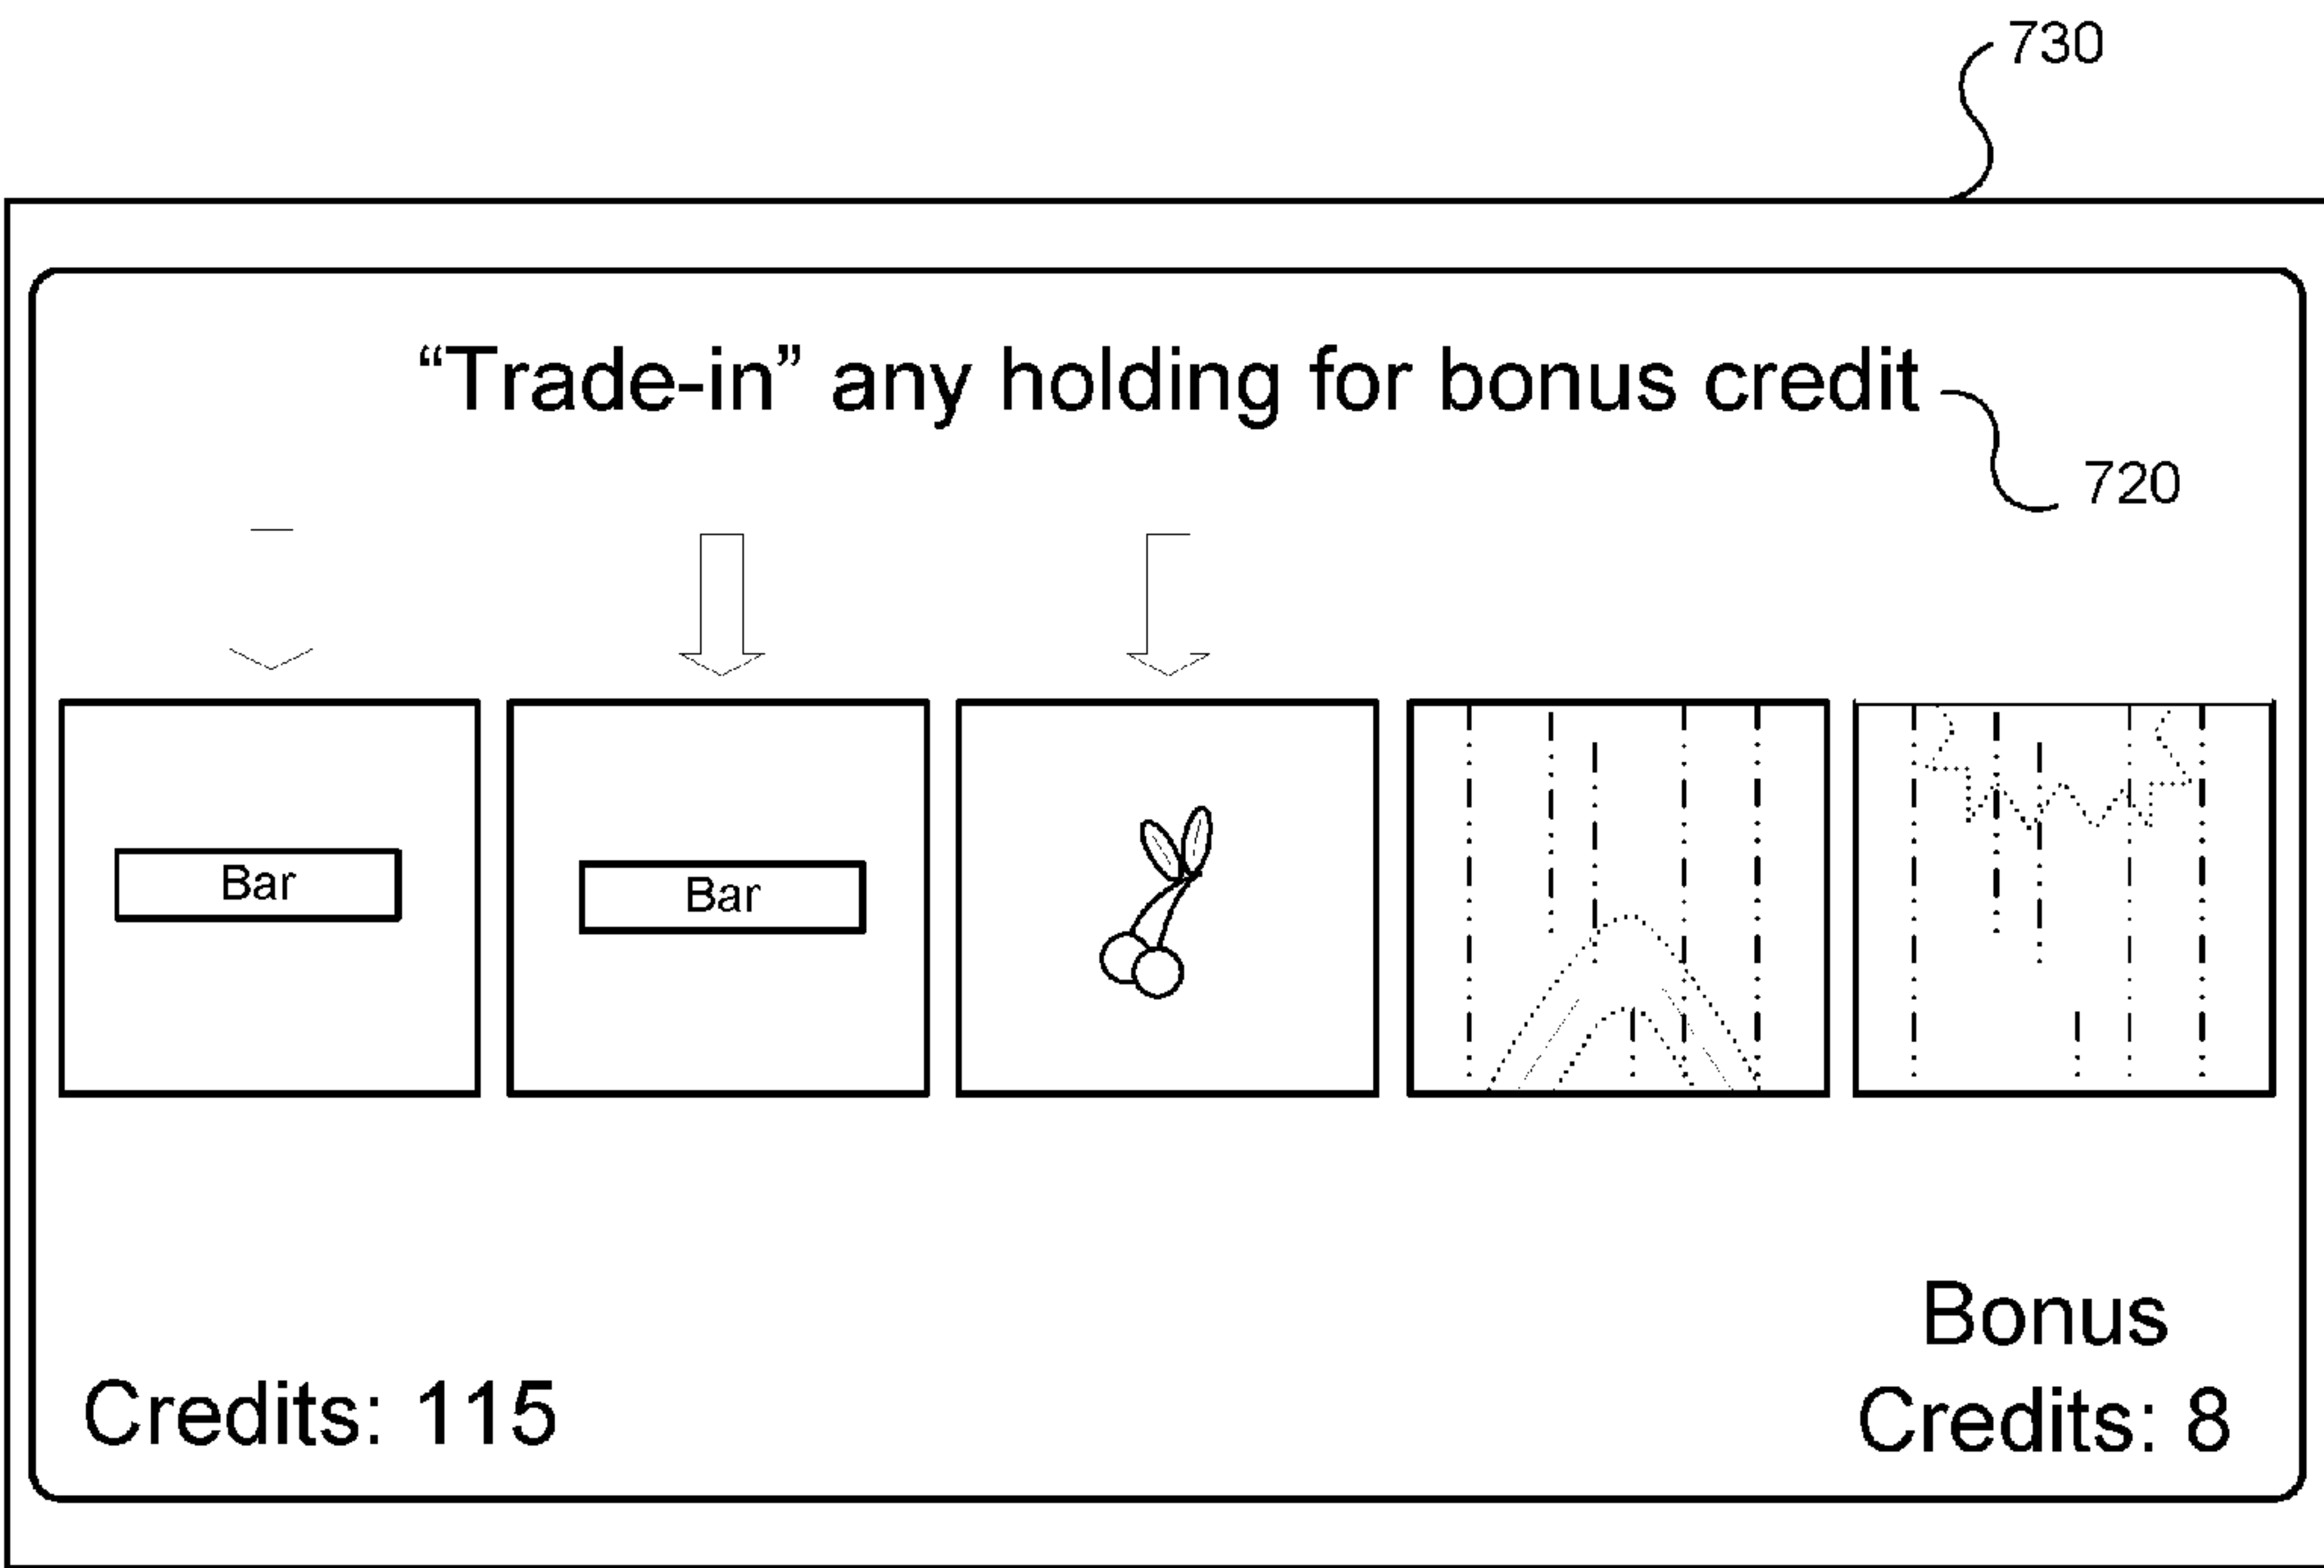 730
“Trade-in” any holding for bonus credit
720
Bar
Bar
Bonus
Credits: 115
Credits: 8